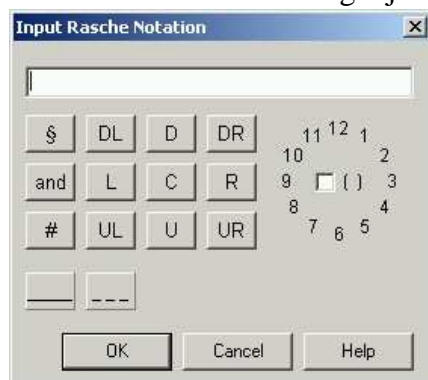 Input Rasche Notation
§ DL D DR
and L C R
# UL U UR
11 12 1
10 2
9 ( ) 3
8 4
7 6 5
OK Cancel Help